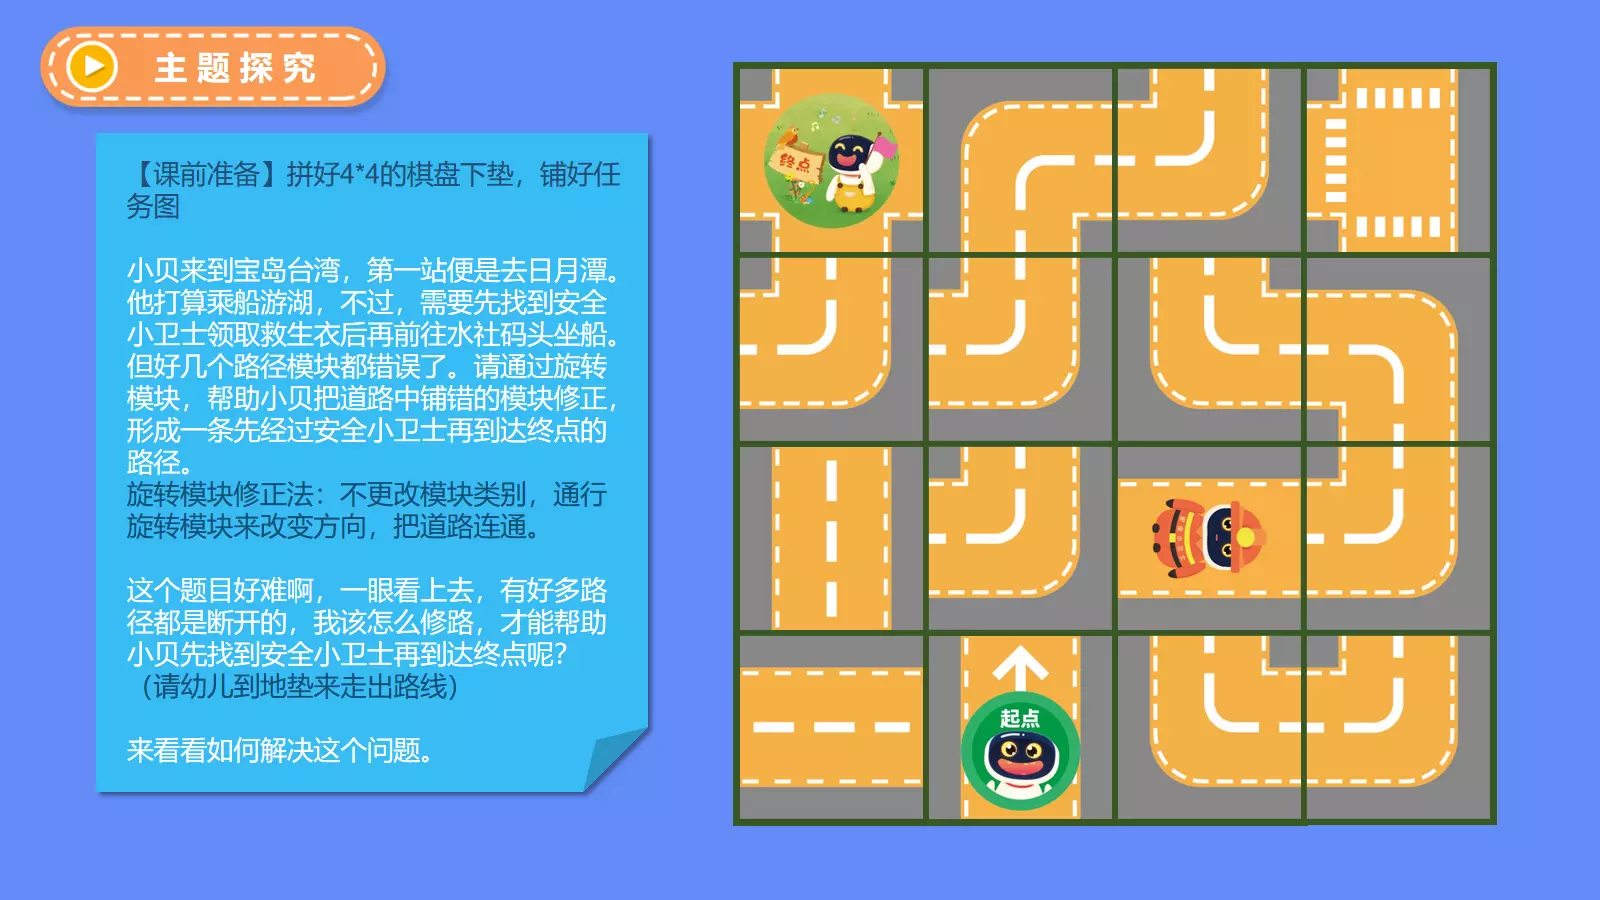 主题探究
【课前准备】拼好4*4的棋盘下垫，铺好任
务图
小贝来到宝岛台湾，第一站便是去日月潭。
他打算乘船游湖，不过，需要先找到安全
小卫士领取救生衣后再前往水社码头坐船。
但好几个路径模块都错误了。请通过旋转
模块，帮助小贝把道路中铺错的模块修正，
形成一条先经过安全小卫士再到达终点的
路径。
旋转模块修正法：不更改模块类别，通行
旋转模块来改变方向，把道路连通。
这个题目好难啊，一眼看上去，有好多路
径都是断开的，我该怎么修路，才能帮助
小贝先找到安全小卫士再到达终点呢？
（请幼儿到地垫来走出路线）
来看看如何解决这个问题。
终点
起点